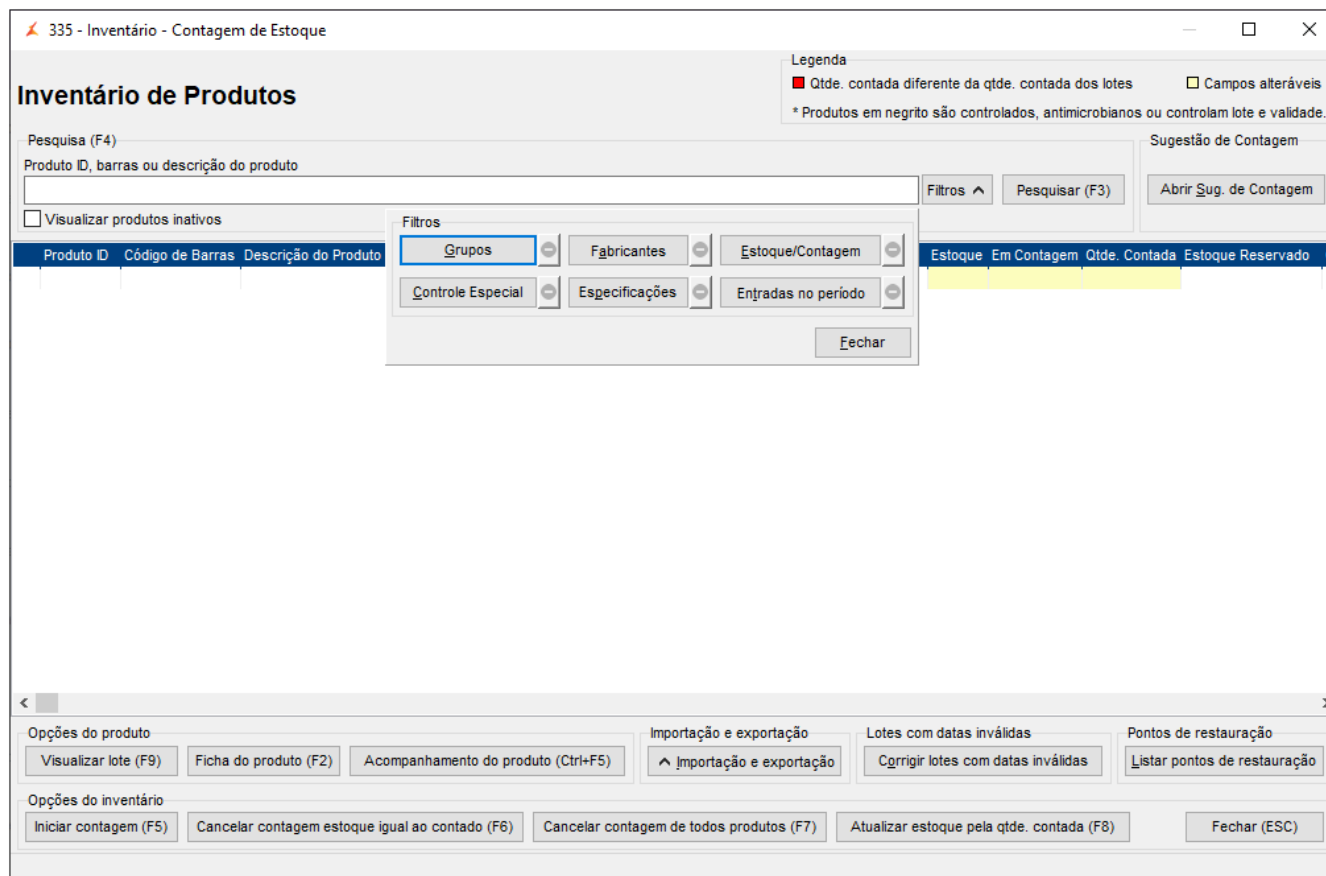 335 - Inventário - Contagem de Estoque
Legenda
Qtde. contada diferente da qtde. contada dos lotes Campos alteráveis
* Produtos em negrito são controlados, antimicrobianos ou controlam lote e validade.
Inventário de Produtos
Pesquisa (F4) Sugestão de Contagem
Produto ID, barras ou descrição do produto
Filtros Pesquisar (F3) Abrir Sug. de Contagem
Visualizar produtos inativos
Filtros
Grupos Fabricantes Estoque/Contagem
Controle Especial Especificações Entradas no período
Fechar
Produto ID Código de Barras Descrição do Produto Estoque Em Contagem Qtde. Contada Estoque Reservado
Opções do produto Importação e exportação Lotes com datas inválidas Pontos de restauração
Visualizar lote (F9) Ficha do produto (F2) Acompanhamento do produto (Ctrl+F5) Importação e exportação Corrigir lotes com datas inválidas Listar pontos de restauração
Opções do inventário
Iniciar contagem (F5) Cancelar contagem estoque igual ao contado (F6) Cancelar contagem de todos produtos (F7) Atualizar estoque pela qtde. contada (F8) Fechar (ESC)